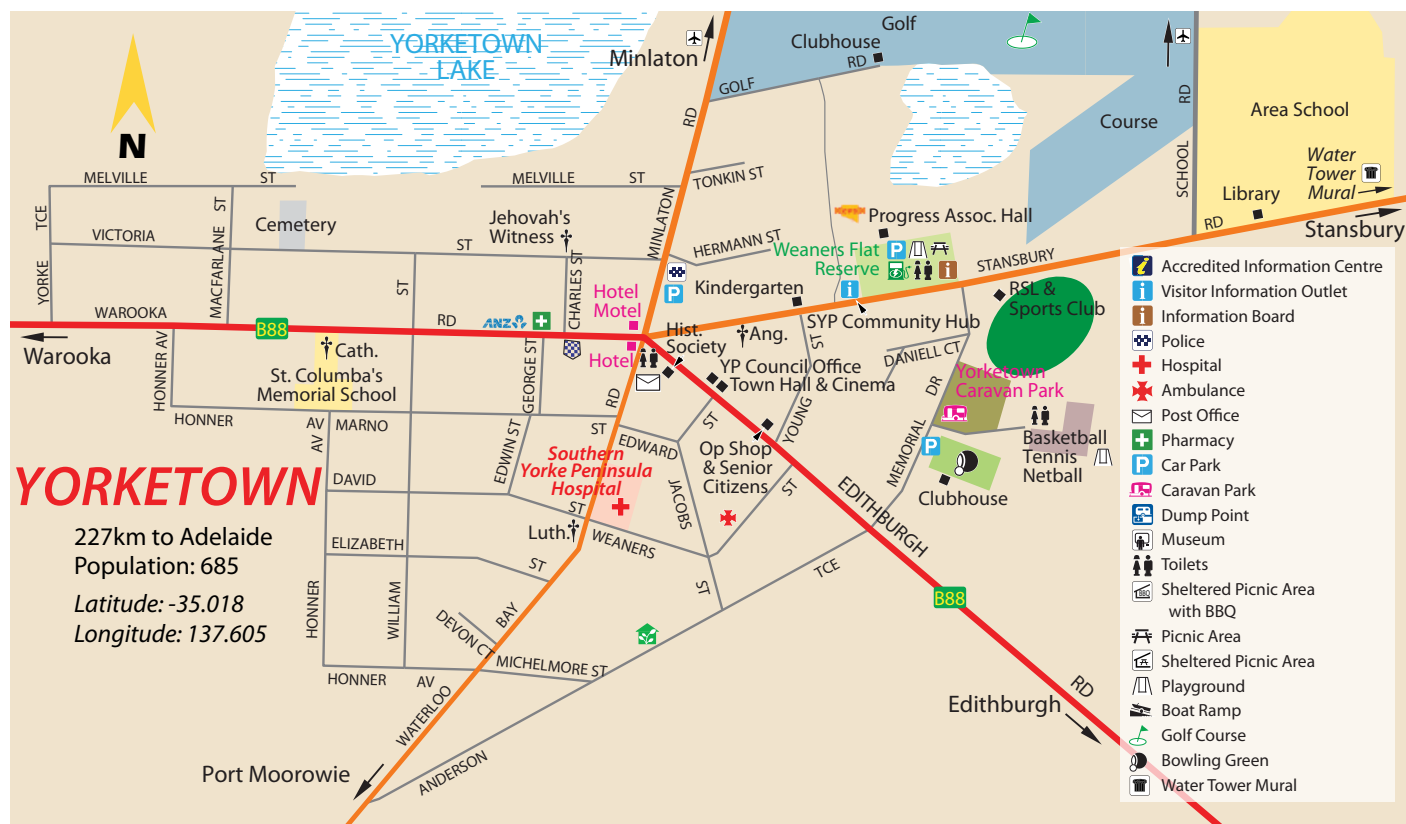 YORKETOWN
LAKE
Golf
Clubhouse
RD
Minlaton
GOLF
RD
RD
Course
Area School
Water
Tower
Mural
SCHOOL
Library
RD
Stansbury
N
MELVILLE
ST
MELVILLE
ST
TONKIN ST
TCE
ST
Cemetery
Jehovah's
Witness
MINLATON
Progress Assoc. Hall
VICTORIA
ST
HERMANN ST
Weaners Flat
Reserve
STANSBURY
YORKE
MACFARLANE
ST
CHARLES ST
P
P
i
i
Kindergarten
RSL &
Sports Club
Hotel
Motel
WAROOKA
B88
RD
ANZ
Warooka
Hotel
Hist.
Society
Ang.
SYP Community Hub
ST
DANIELL CT
HONNER AV
Cath.
St. Columba's
Memorial School
GEORGE ST
YP Council Office
Town Hall & Cinema
Yorketown
Caravan Park
DR
HONNER
AV
AV
MARNO
RD
ST
EDWARD
ST
YOUNG
EDWIN ST
Southern
Yorke Peninsula
Hospital
Op Shop
& Senior
Citizens
MEMORIAL
P
Basketball
Tennis
Netball
Clubhouse
YORKETOWN
DAVID
JACOBS
ST
EDITHBURGH
227km to Adelaide
Population: 685
Latitude: -35.018
Longitude: 137.605
ST
Luth.
WEANERS
ELIZABETH
ST
ST
TCE
B88
HONNER
WILLIAM
BAY
DEVON CT
MICHELMORE ST
HONNER
AV
WATERLOO
Edithburgh
RD
Port Moorowie
ANDERSON
i Accredited Information Centre
i Visitor Information Outlet
i Information Board
Police
Hospital
Ambulance
Post Office
Pharmacy
P Car Park
Caravan Park
Dump Point
Museum
Toilets
BBQ Sheltered Picnic Area
with BBQ
Picnic Area
Sheltered Picnic Area
Playground
Boat Ramp
Golf Course
Bowling Green
Water Tower Mural